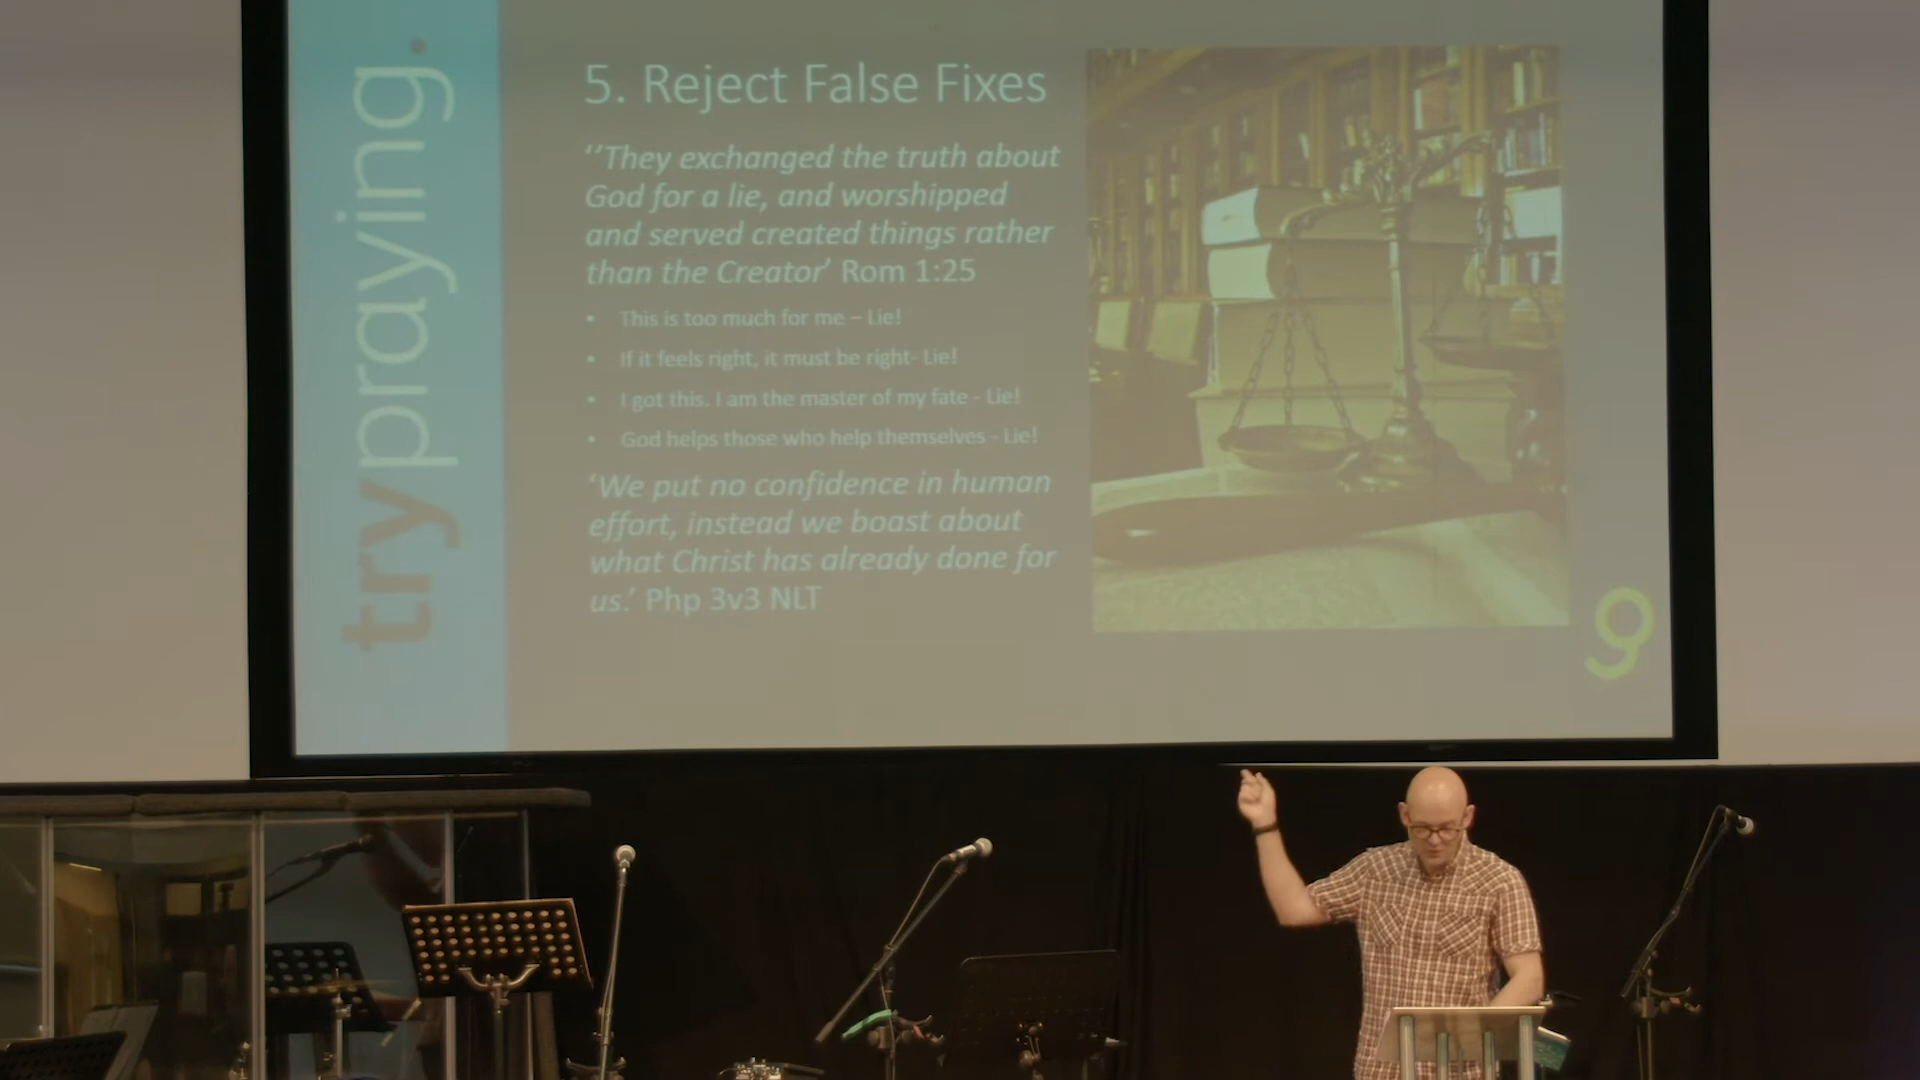 try praying.
5. Reject False Fixes
‘’They exchanged the truth about
God for a lie, and worshipped
and served created things rather
than the Creator’ Rom 1:25
• This is too much for me – Lie!
• If it feels right, it must be right- Lie!
• I got this. I am the master of my fate - Lie!
• God helps those who help themselves - Lie!
‘We put no confidence in human
effort, instead we boast about
what Christ has already done for
us.’ Php 3v3 NLT